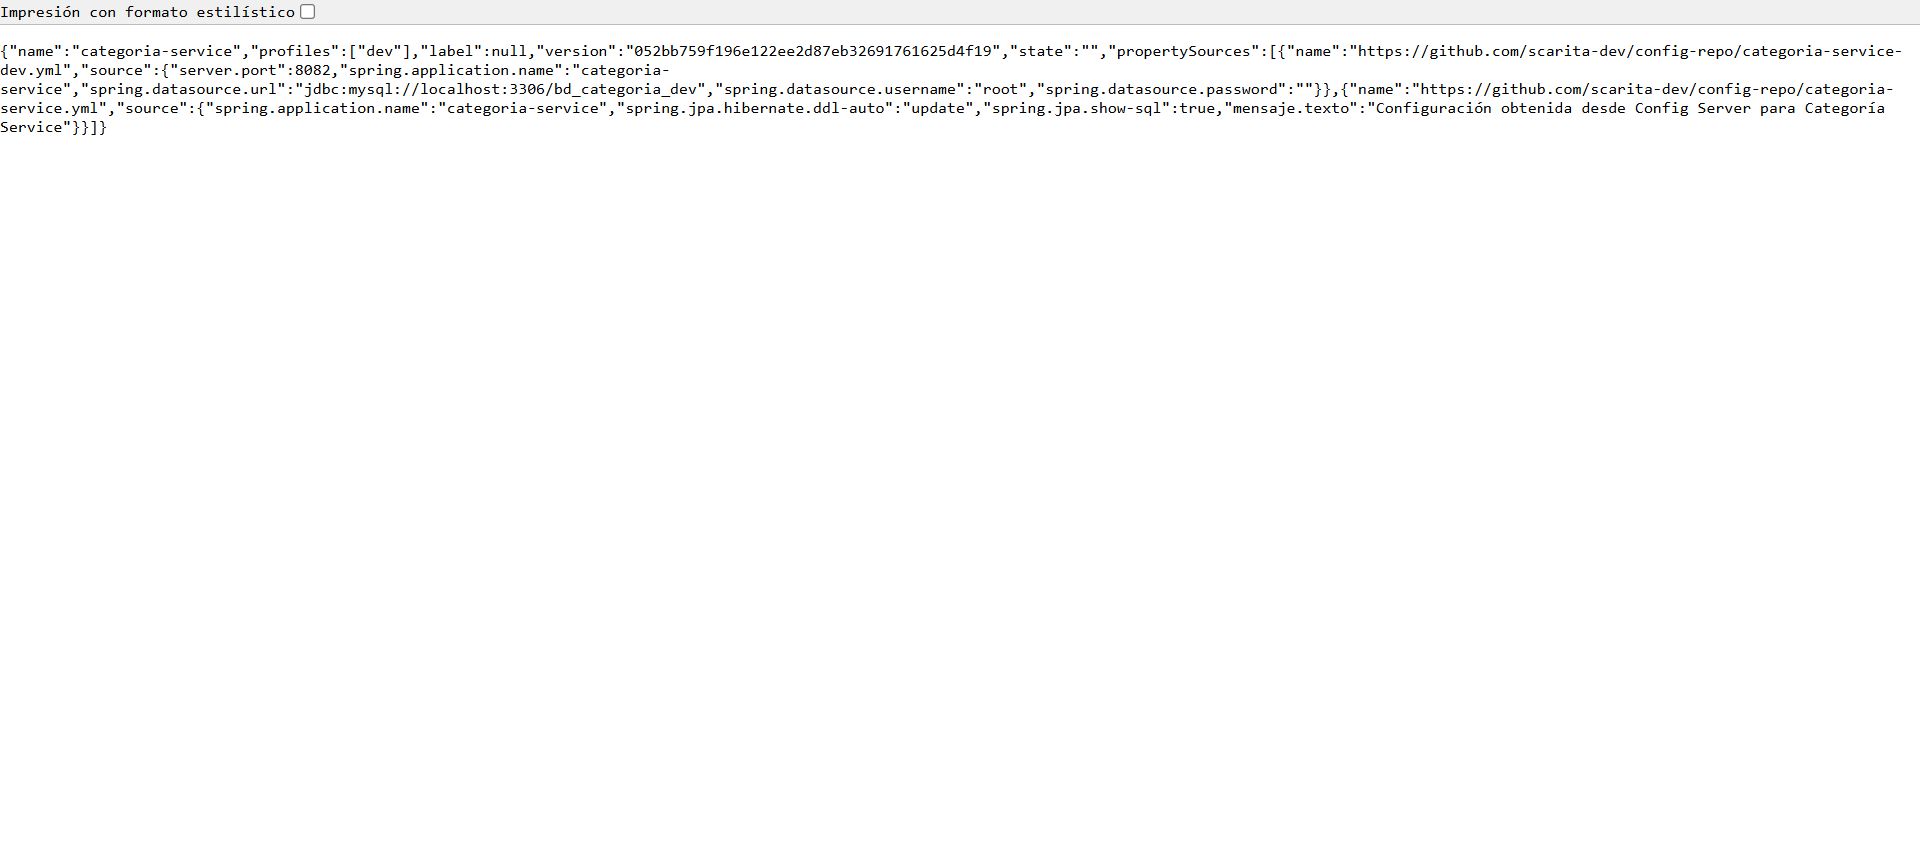 Impresión con formato estilístico
{"name":"categoria-service","profiles":["dev"],"label":null,"version":"052bb759f196e122ee2d87eb32691761625d4f19","state":"","propertySources":[{"name":"https://github.com/scarita-dev/config-repo/categoria-service-
dev.yml","source":{"server.port":8082,"spring.application.name":"categoria-
service","spring.datasource.url":"jdbc:mysql://localhost:3306/bd_categoria_dev","spring.datasource.username":"root","spring.datasource.password":""}},{"name":"https://github.com/scarita-dev/config-repo/categoria-
service.yml","source":{"spring.application.name":"categoria-service","spring.jpa.hibernate.ddl-auto":"update","spring.jpa.show-sql":true,"mensaje.texto":"Configuración obtenida desde Config Server para Categoría
Service"}}]}